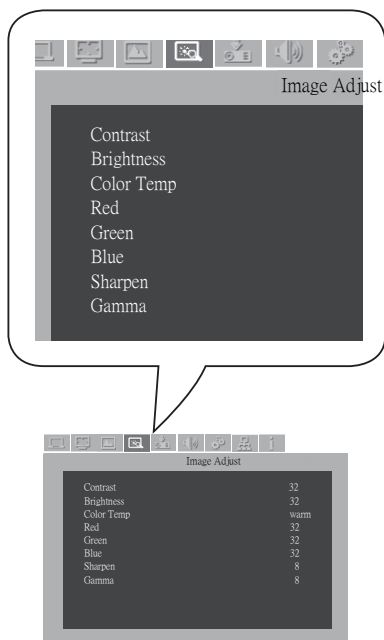 Image Adjust
Contrast
Brightness
Color Temp
Red
Green
Blue
Sharpen
Gamma
Image Adjust
Contrast 32
Brightness 32
Color Temp warm
Red 32
Green 32
Blue 32
Sharpen 8
Gamma 8